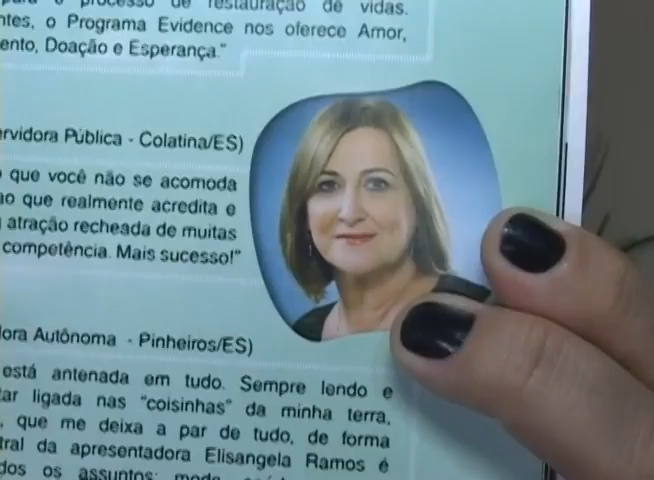 o processo de restauração de vidas.
ntes, o Programa Evidence nos oferece Amor,
ento, Doação e Esperança."
ervidora Pública - Colatina/ES)
que você não se acomoda
ao que realmente acredita e
atração recheada de muitas
competência. Mais sucesso!"
dora Autônoma - Pinheiros/ES)
está antenada em tudo. Sempre lendo e
tar ligada nas "coisinhas" da minha terra,
, que me deixa a par de tudo, de forma
tral da apresentadora Elisangela Ramos é
dos os assuntos: moda,